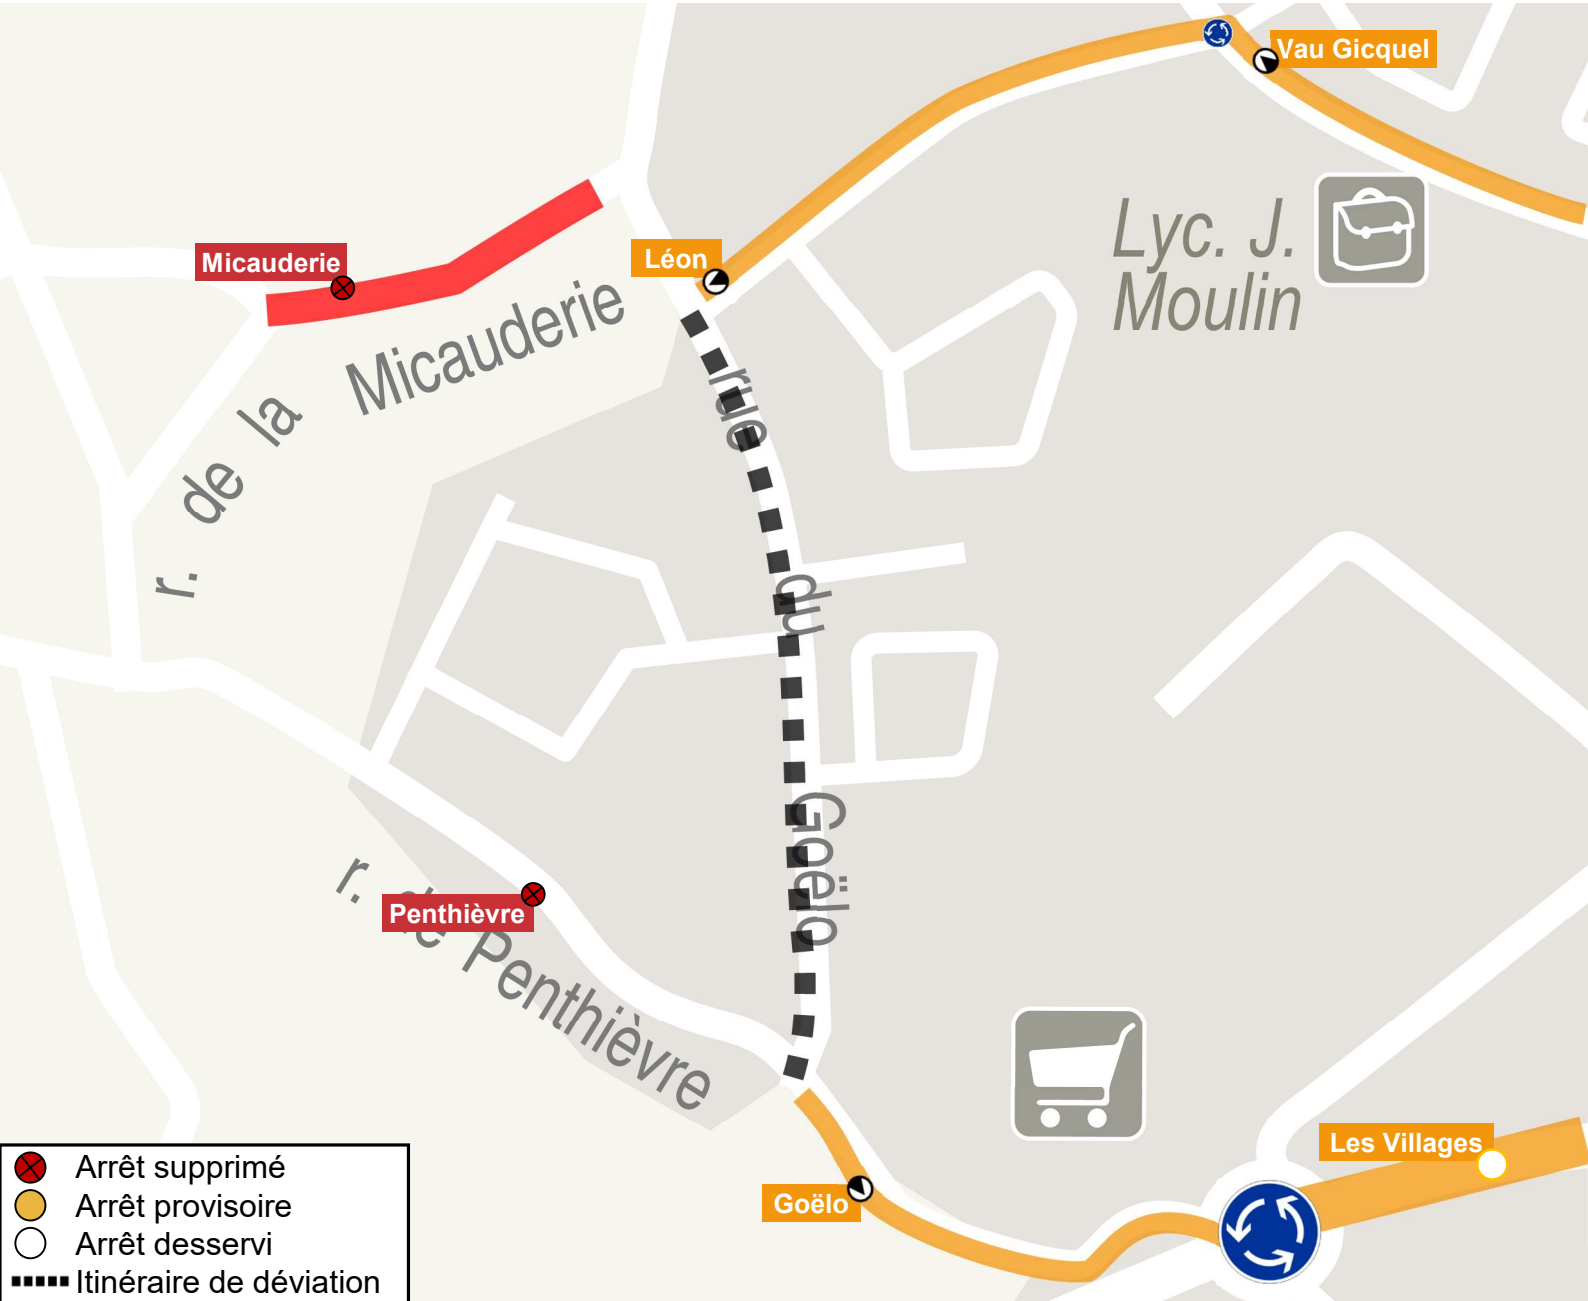 Vau Gicquel
Lyc. J.
Moulin
Micauderie
Léon
r. de la Micauderie
rue du Goëlo
Penthièvre
r. de Penthièvre
Les Villages
Goëlo
Arrêt supprimé
Arrêt provisoire
Arrêt desservi
Itinéraire de déviation